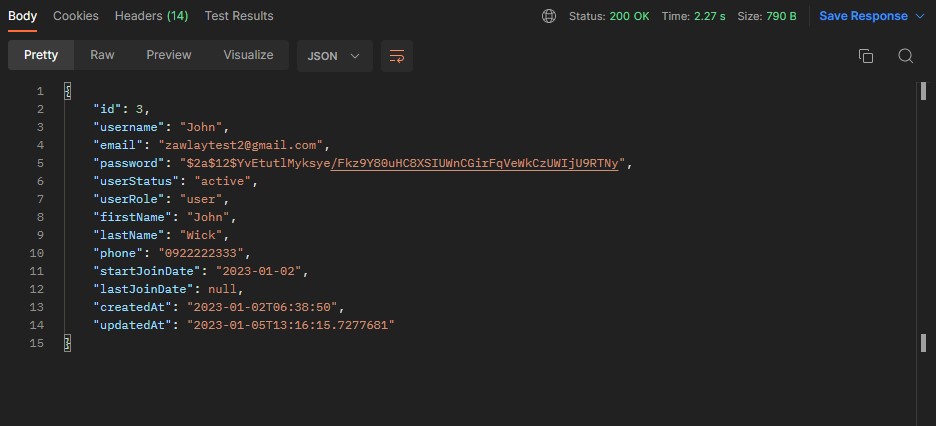 Body Cookies Headers (14) Test Results Status: 200 OK Time: 2.27 s Size: 790 B Save Response
Pretty Raw Preview Visualize JSON
1 {
2 "id": 3,
3 "username": "John",
4 "email": "zawlaytest2@gmail.com",
5 "password": "$2a$12$YvEtutlMyksye/Fkz9Y80uHC8XSIUWnCGirFqVeWkCzUWIjU9RTNy",
6 "userStatus": "active",
7 "userRole": "user",
8 "firstName": "John",
9 "lastName": "Wick",
10 "phone": "0922222333",
11 "startJoinDate": "2023-01-02",
12 "lastJoinDate": null,
13 "createdAt": "2023-01-02T06:38:50",
14 "updatedAt": "2023-01-05T13:16:15.7277681"
15 }